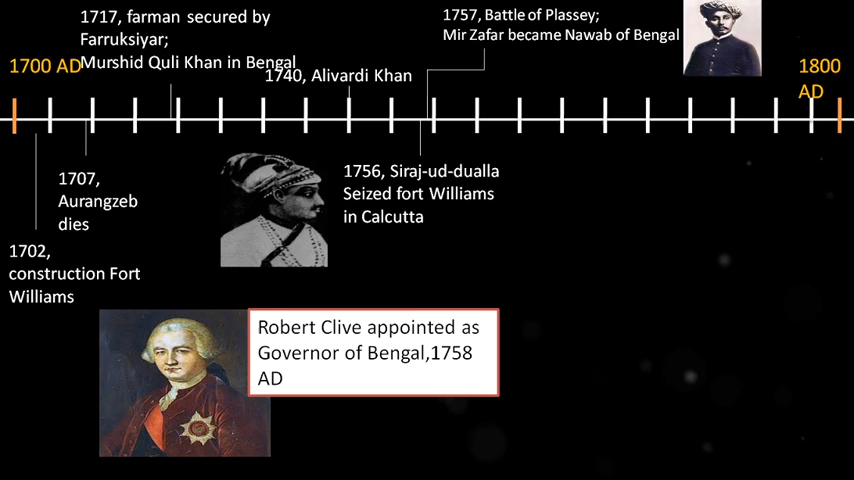 1717, farman secured by
Farruksiyar;
Murshid Quli Khan in Bengal
1757, Battle of Plassey;
Mir Zafar became Nawab of Bengal
1700 AD
1740, Alivardi Khan
1800
AD
1707,
Aurangzeb
dies
1756, Siraj-ud-dualla
Seized fort Williams
in Calcutta
1702,
construction Fort
Williams
Robert Clive appointed as
Governor of Bengal,1758
AD